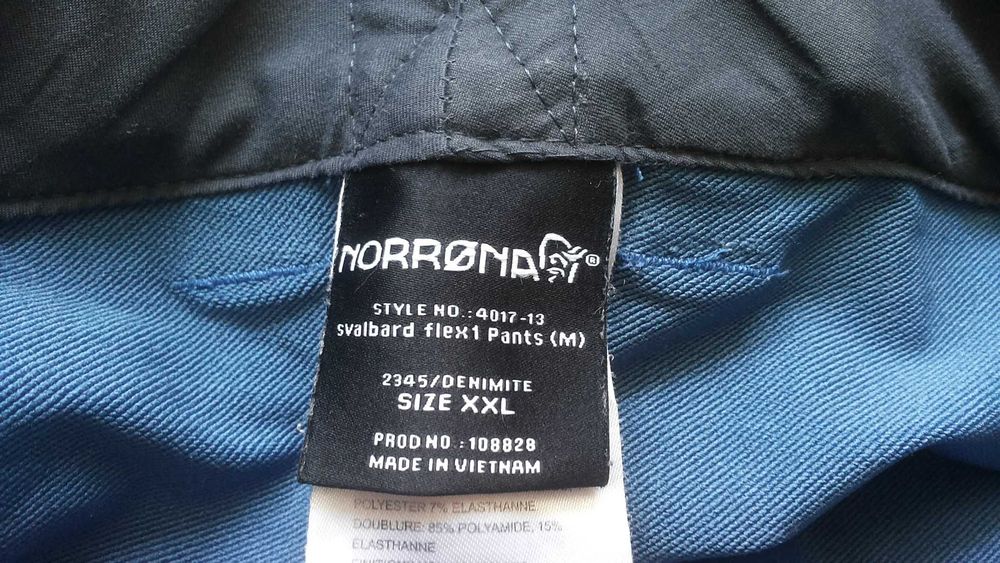 NORRØNA®
STYLE NO.:4017-13
svalbard flex1 Pants (M)
2345/DENIMITE
SIZE XXL
PROD NO.:108828
MADE IN VIETNAM
POLYESTER 7% ELASTHANNE
DOUBLURE: 85% POLYAMIDE, 15%
ELASTHANNE